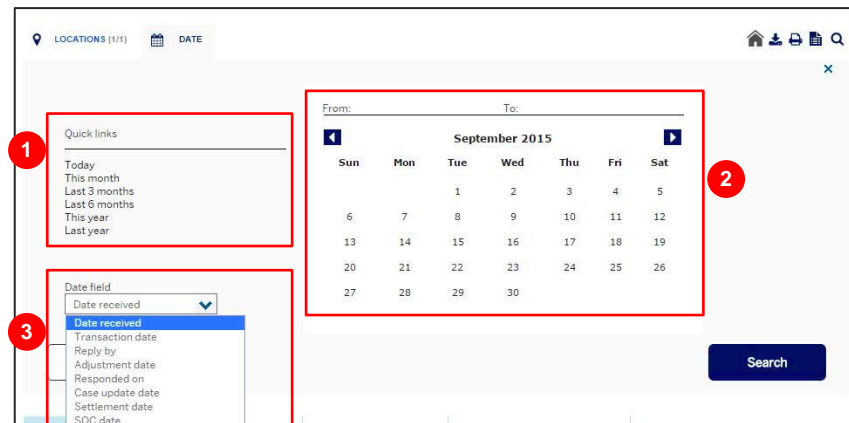 LOCATIONS (1/1) DATE
×
1
Quick links
Today
This month
Last 3 months
Last 6 months
This year
Last year
From: To:
September 2015
Sun Mon Tue Wed Thu Fri Sat
1 2 3 4 5
6 7 8 9 10 11 12
13 14 15 16 17 18 19
20 21 22 23 24 25 26
27 28 29 30
2
3
Date field
Date received
Date received
Transaction date
Reply by
Adjustment date
Responded on
Case update date
Settlement date
SOC date
Search